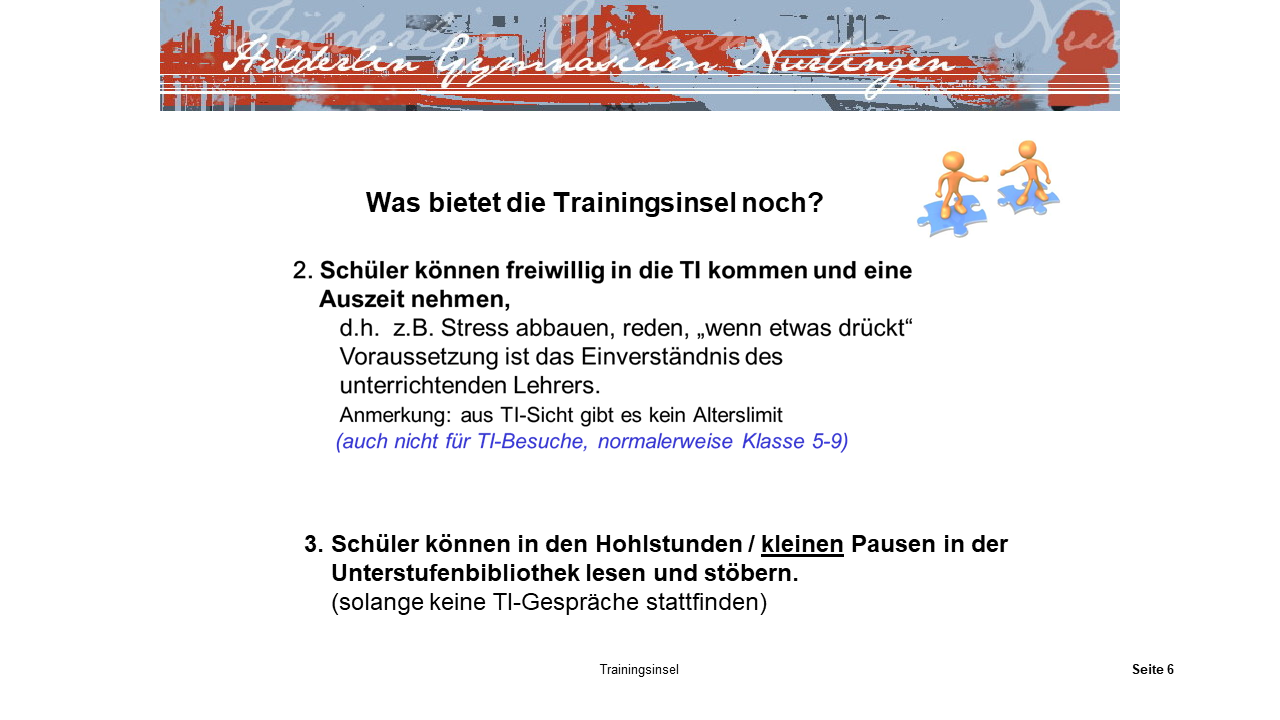 Hölderlin Gymnasium Nürtingen
Was bietet die Trainingsinsel noch?
2. Schüler können freiwillig in die TI kommen und eine
Auszeit nehmen,
d.h. z.B. Stress abbauen, reden, „wenn etwas drückt“
Voraussetzung ist das Einverständnis des
unterrichtenden Lehrers.
Anmerkung: aus TI-Sicht gibt es kein Alterslimit
(auch nicht für TI-Besuche, normalerweise Klasse 5-9)
3. Schüler können in den Hohlstunden / kleinen Pausen in der
Unterstufenbibliothek lesen und stöbern.
(solange keine TI-Gespräche stattfinden)
Trainingsinsel
Seite 6